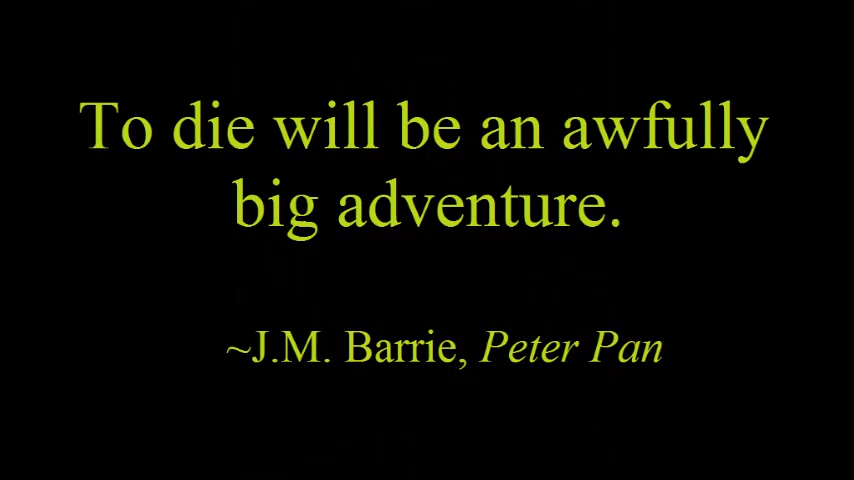 To die will be an awfully
big adventure.
~J.M. Barrie, Peter Pan